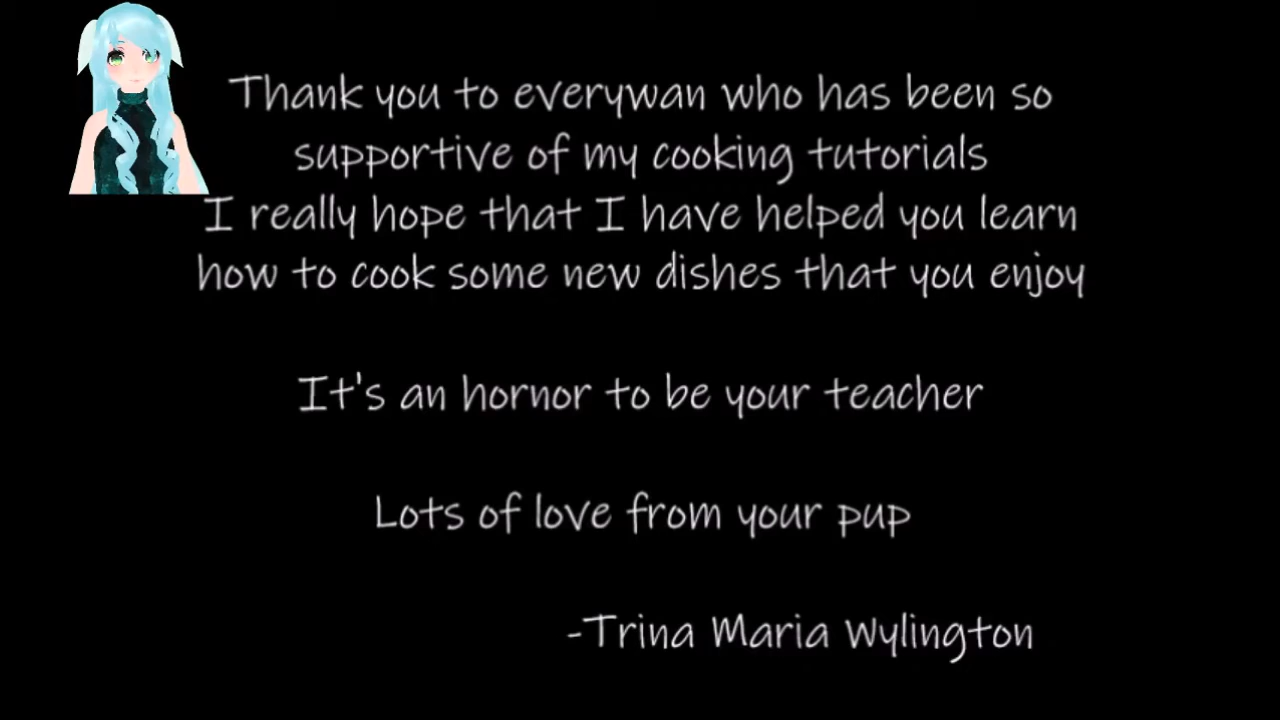 Thank you to everywan who has been so
supportive of my cooking tutorials
I really hope that I have helped you learn
how to cook some new dishes that you enjoy
It's an hornor to be your teacher
Lots of love from your pup
-Trina Maria Wylington